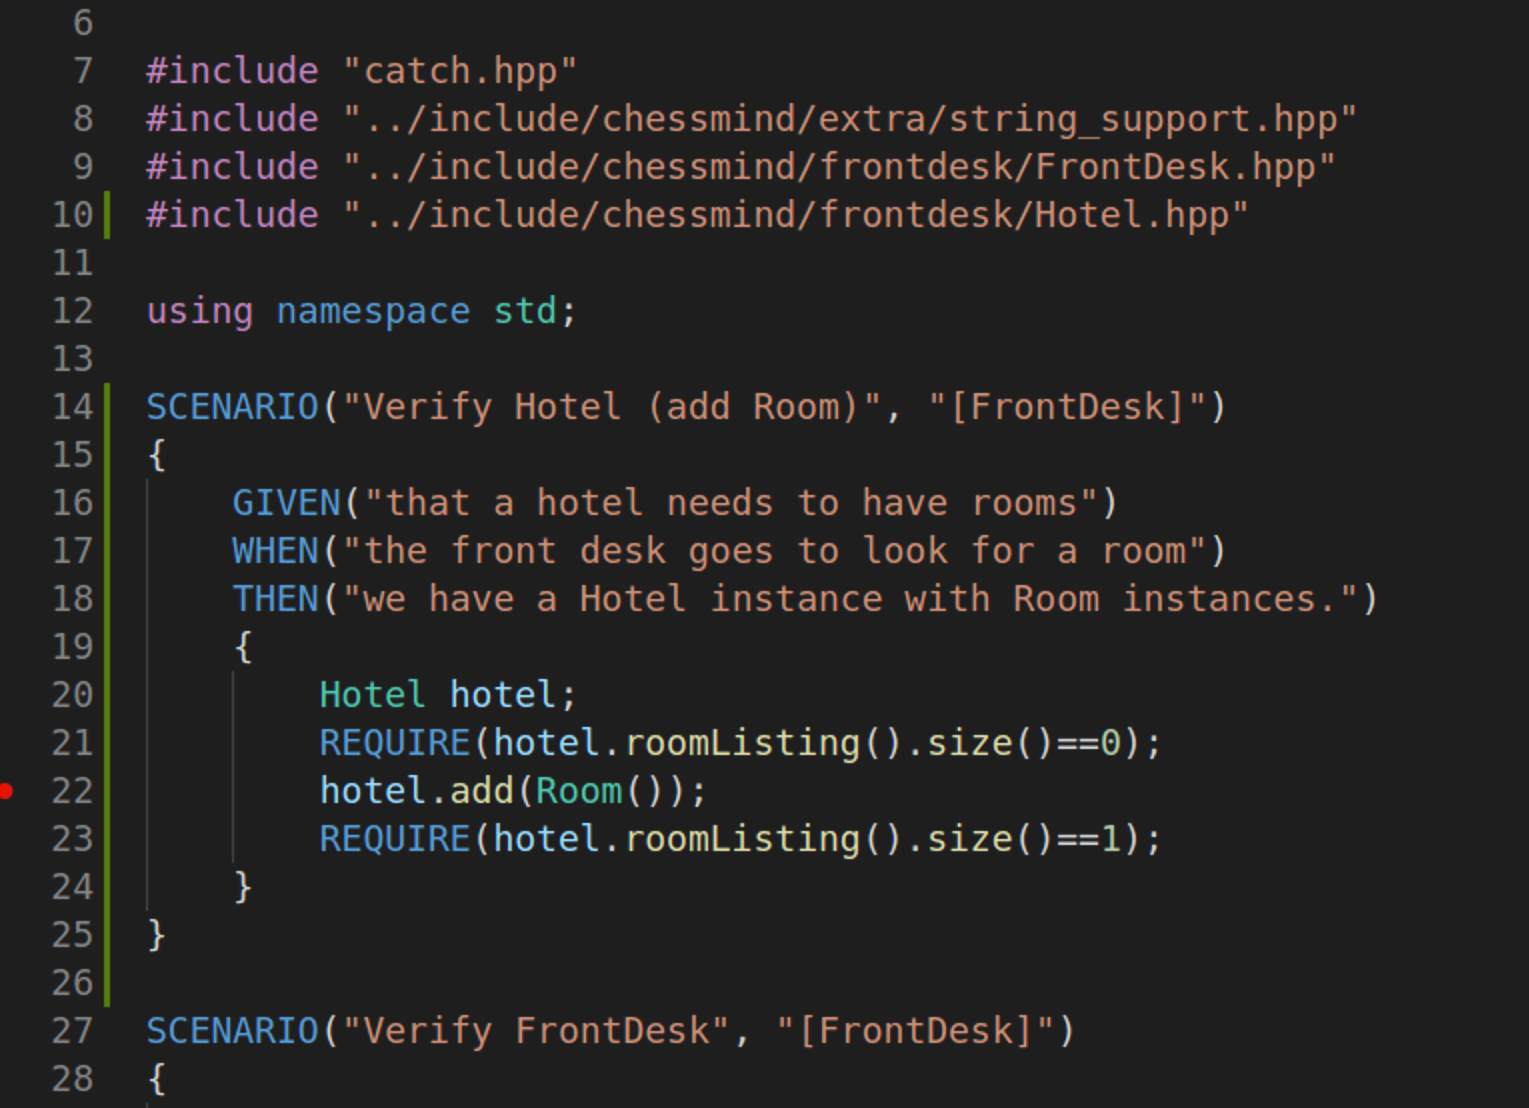 6
7 #include "catch.hpp"
8 #include "../include/chessmind/extra/string_support.hpp"
9 #include "../include/chessmind/frontdesk/FrontDesk.hpp"
10 #include "../include/chessmind/frontdesk/Hotel.hpp"
11
12 using namespace std;
13
14 SCENARIO("Verify Hotel (add Room)", "[FrontDesk]")
15 {
16     GIVEN("that a hotel needs to have rooms")
17     WHEN("the front desk goes to look for a room")
18     THEN("we have a Hotel instance with Room instances.")
19     {
20         Hotel hotel;
21         REQUIRE(hotel.roomListing().size()==0);
22         hotel.add(Room());
23         REQUIRE(hotel.roomListing().size()==1);
24     }
25 }
26
27 SCENARIO("Verify FrontDesk", "[FrontDesk]")
28 {